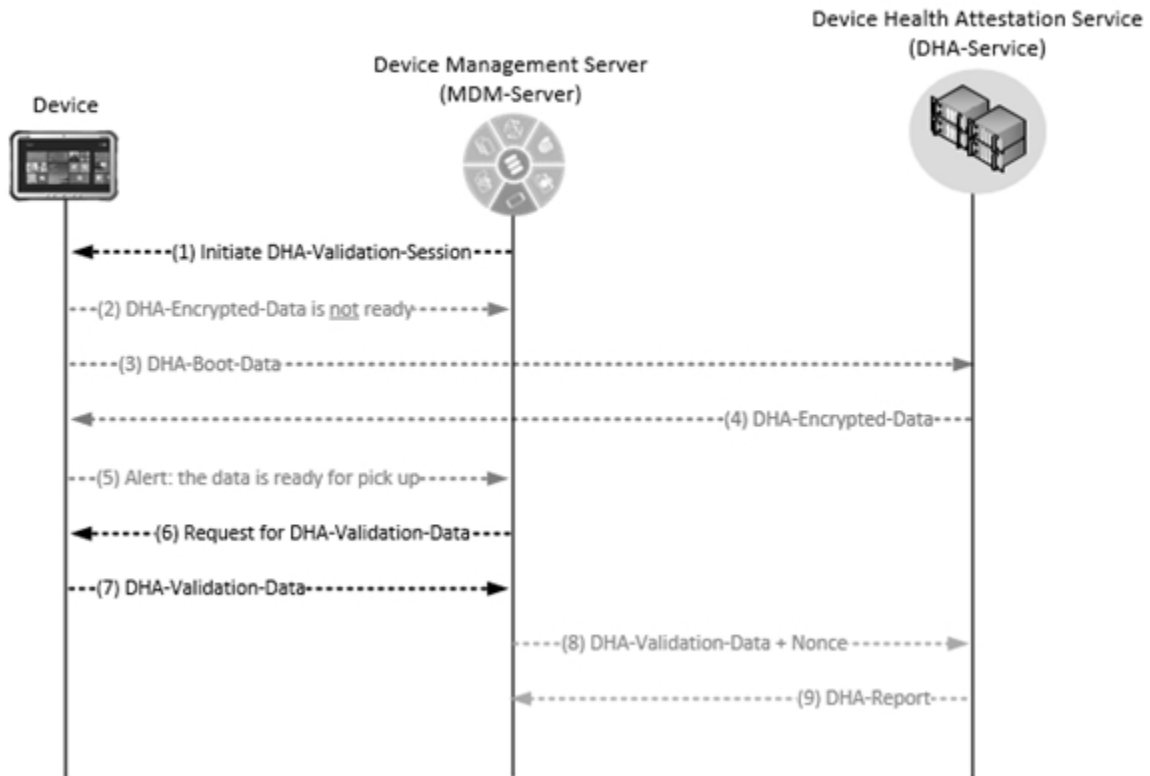 Device Health Attestation Service
(DHA-Service)
Device Management Server
(MDM-Server)
Device
(1) Initiate DHA-Validation-Session
(2) DHA-Encrypted-Data is not ready
(3) DHA-Boot-Data
(4) DHA-Encrypted-Data
(5) Alert: the data is ready for pick up
(6) Request for DHA-Validation-Data
(7) DHA-Validation-Data
(8) DHA-Validation-Data + Nonce
(9) DHA-Report